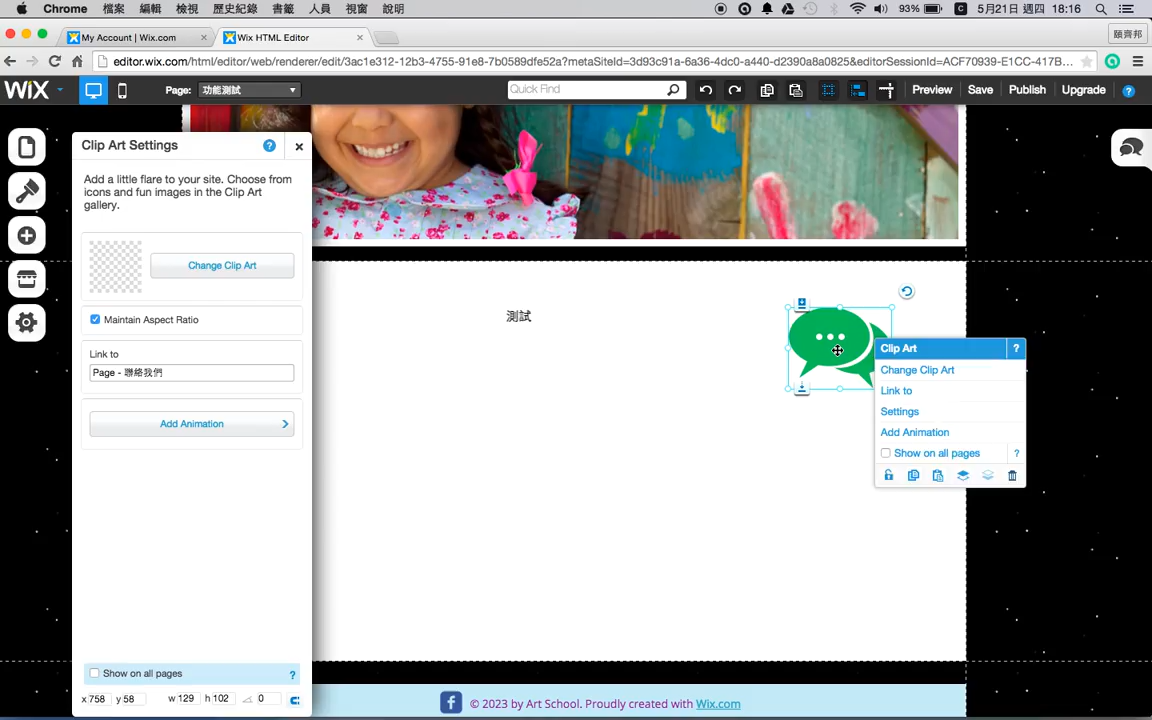 Chrome 檔案 編輯 檢視 歷史紀錄 書籤 人員 視窗 說明 93% 5月21日 週四 18:16
My Account | Wix.com
Wix HTML Editor
顧齊邦
editor.wix.com/html/editor/web/renderer/edit/3ac1e312-12b3-4755-91e8-7b0589dfe52a?metaSiteId=3d93c91a-6a36-4dc0-a440-d2390a8a0825&editorSessionId=ACF70939-E1CC-417B...
WiX Page: 功能測試 Quick Find Preview Save Publish Upgrade ?
Clip Art Settings ? ×
Add a little flare to your site. Choose from
icons and fun images in the Clip Art
gallery.
Change Clip Art
Maintain Aspect Ratio
Link to
Page - 聯絡我們
Add Animation
Show on all pages ?
x 758 y 58 w 129 h 102 0
測試
Clip Art ?
Change Clip Art
Link to
Settings
Add Animation
Show on all pages ?
© 2023 by Art School. Proudly created with Wix.com